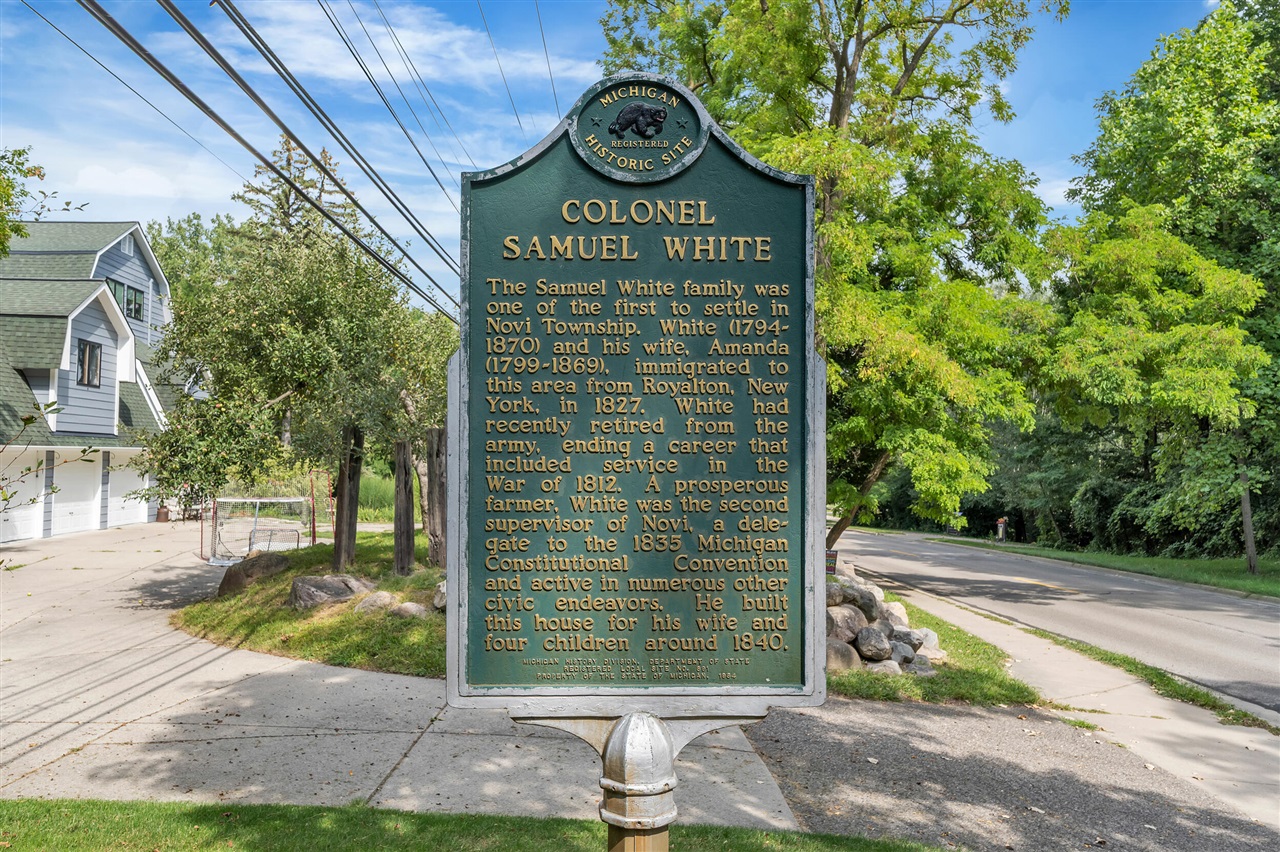 MICHIGAN
REGISTERED
HISTORIC SITE
COLONEL
SAMUEL WHITE
The Samuel White family was
one of the first to settle in
Novi Township. White (1794-
1870) and his wife, Amanda
(1799-1869), immigrated to
this area from Royalton, New
York, in 1827. White had
recently retired from the
army, ending a career that
included service in the
War of 1812. A prosperous
farmer, White was the second
supervisor of Novi, a dele-
gate to the 1835 Michigan
Constitutional Convention
and active in numerous other
civic endeavors. He built
this house for his wife and
four children around 1840.
MICHIGAN HISTORY DIVISION, DEPARTMENT OF STATE
REGISTERED LOCAL SITE NO.
PROPERTY OF THE STATE OF MICHIGAN, 1984